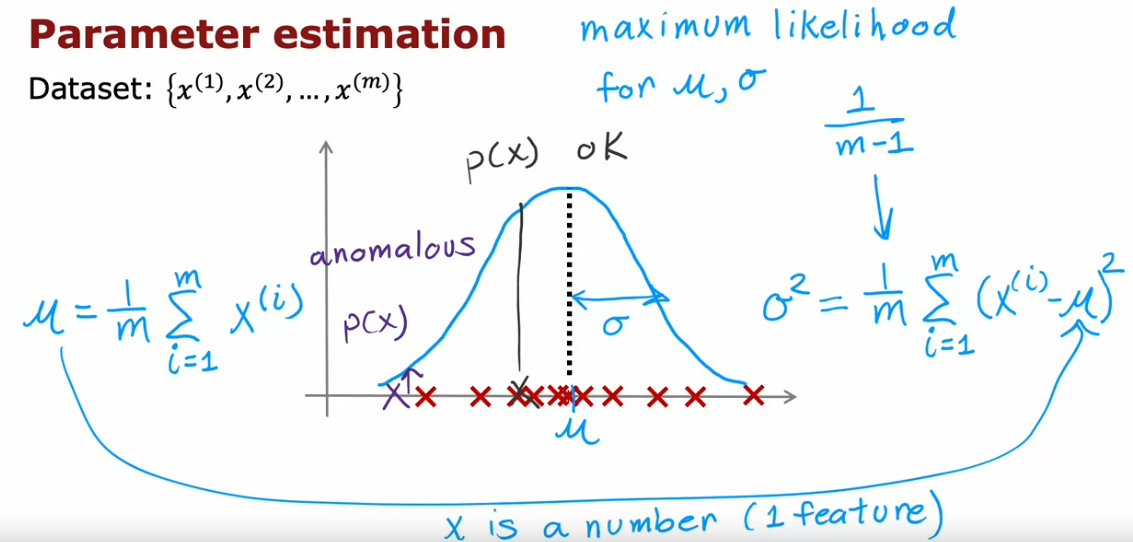 Parameter estimation
maximum likelihood
for μ, σ
Dataset: {x⁽¹⁾, x⁽²⁾, ..., x⁽ᵐ⁾}
1/(m-1)
p(x) ok
anomalous
p(x)
μ = 1/m Σ_{i=1}^{m} x⁽ⁱ⁾
σ
σ² = 1/m Σ_{i=1}^{m} (x⁽ⁱ⁾-μ)²
μ
x is a number (1 feature)